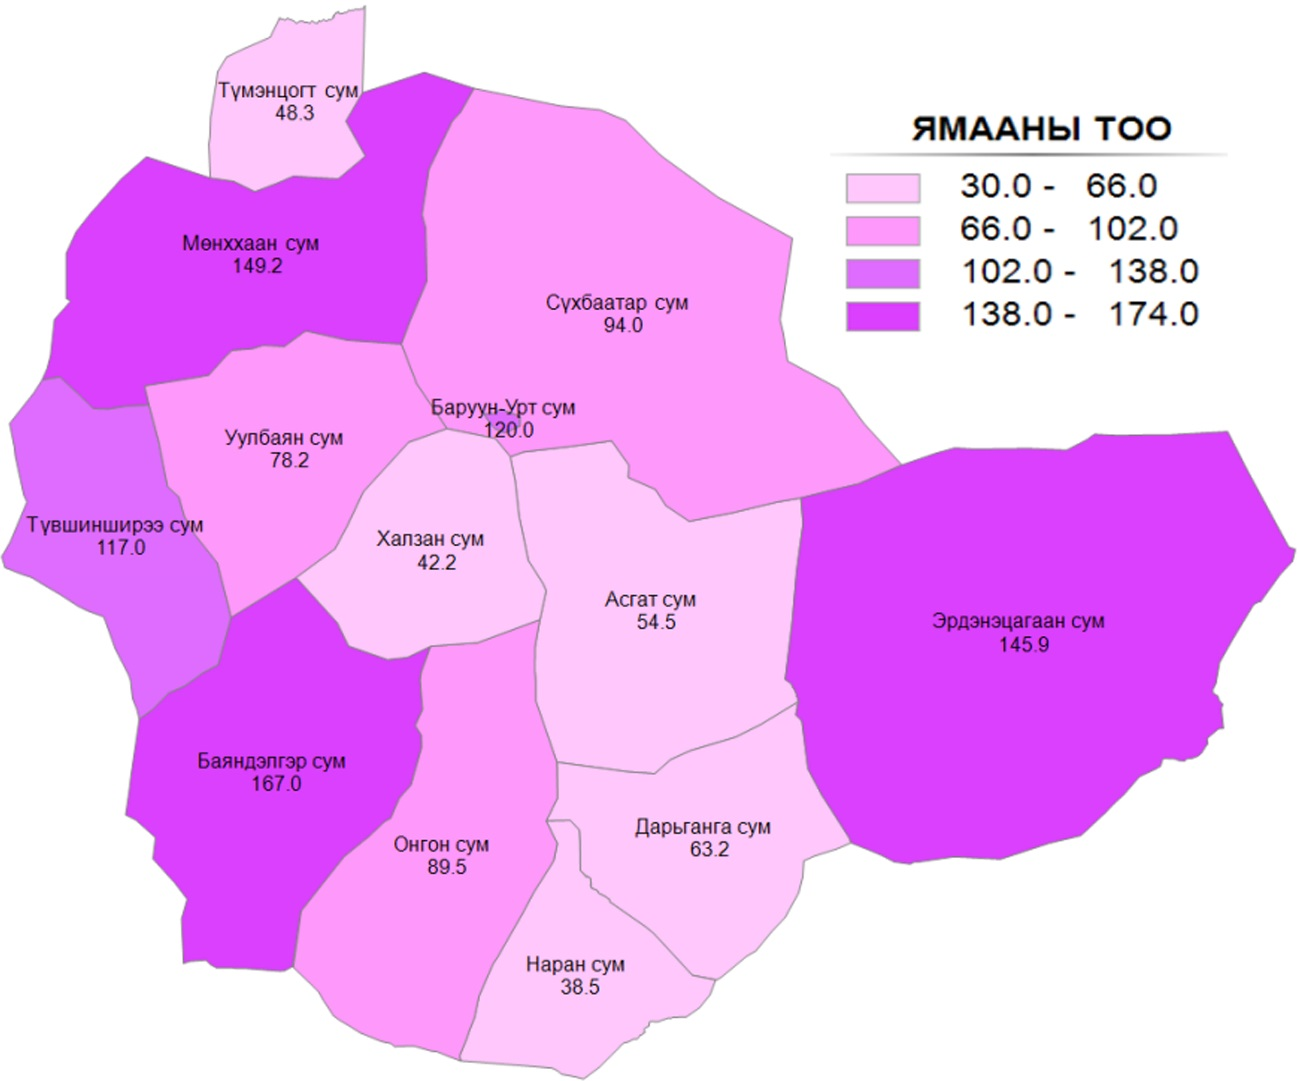 Түмэнцогт сум
48.3
ЯМААНЫ ТОО
30.0 - 66.0
66.0 - 102.0
102.0 - 138.0
138.0 - 174.0
Мөнххаан сум
149.2
Сүхбаатар сум
94.0
Баруун-Урт сум
120.0
Уулбаян сум
78.2
Түвшинширээ сум
117.0
Халзан сум
42.2
Асгат сум
54.5
Эрдэнэцагаан сум
145.9
Баяндэлгэр сум
167.0
Онгон сум
89.5
Дарьганга сум
63.2
Наран сум
38.5